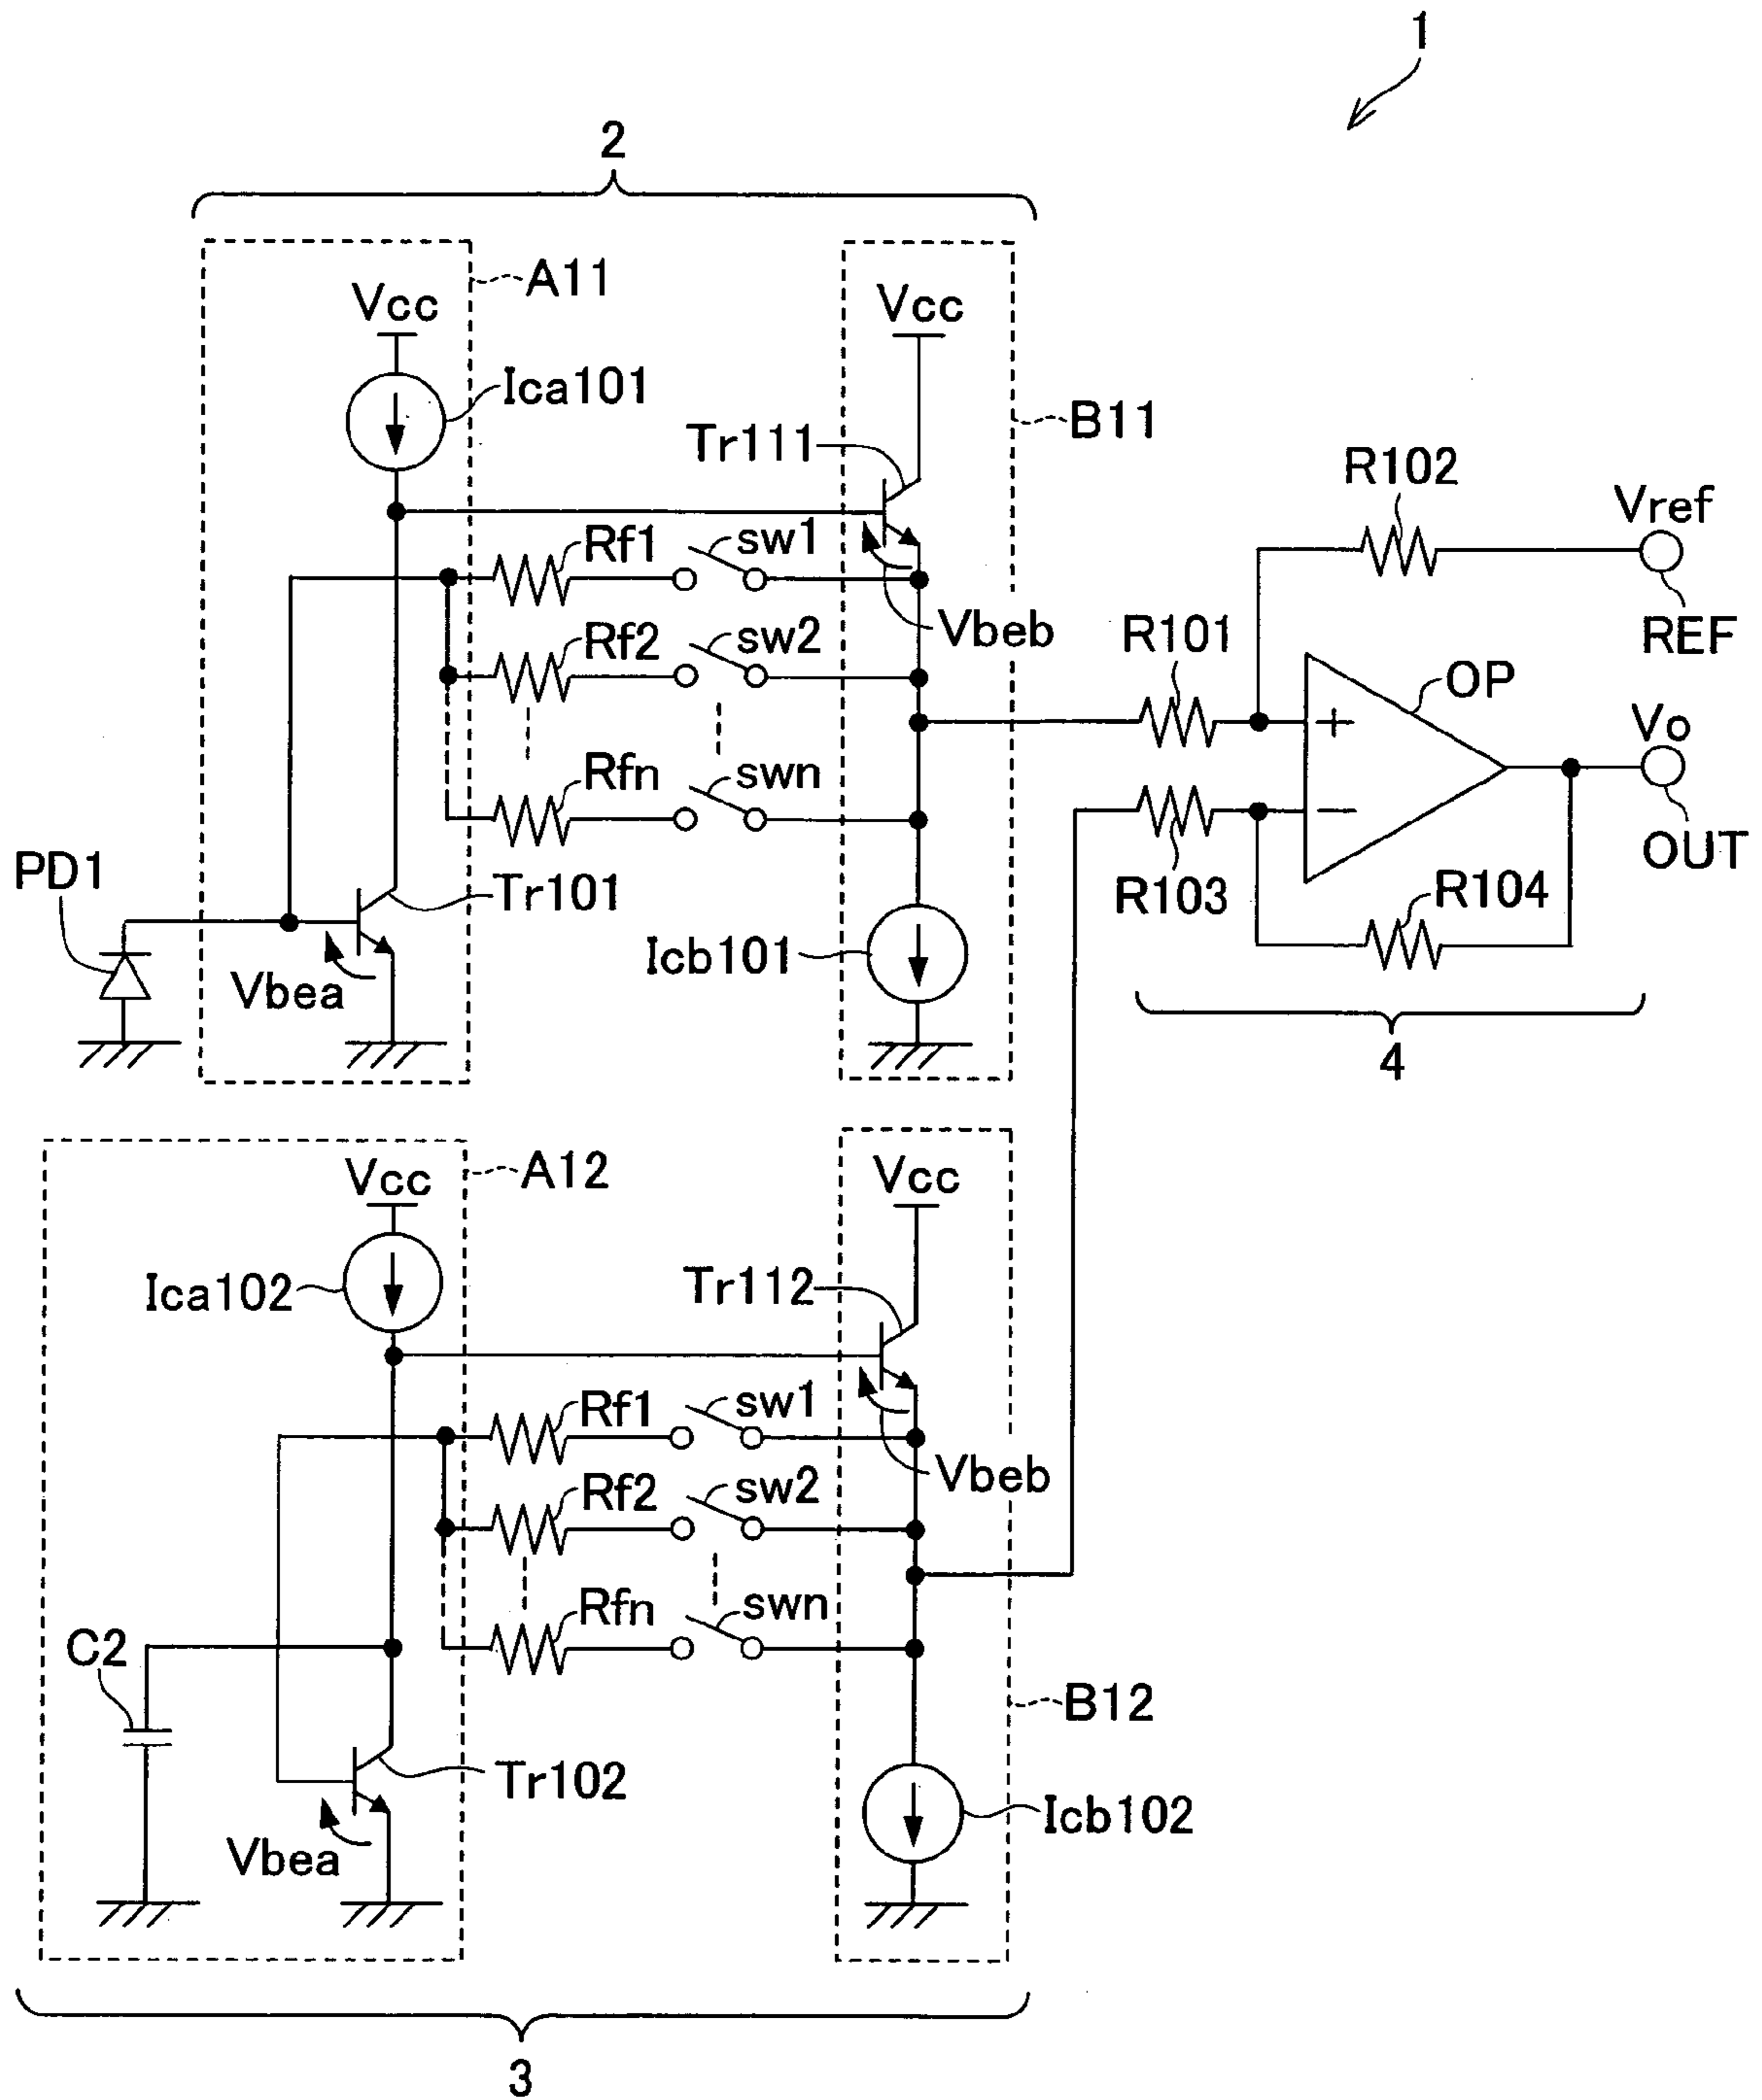 1
2
A11
Vcc
Vcc
Ica101
B11
Tr111
R102
Vref
Rf1
sw1
REF
Vbeb
R101
Rf2
sw2
OP
Vo
Rfn
swn
OUT
PD1
Tr101
R103
R104
Icb101
Vbea
4
A12
Vcc
Vcc
Ica102
Tr112
Rf1
sw1
Vbeb
Rf2
sw2
Rfn
swn
C2
B12
Tr102
Icb102
Vbea
3